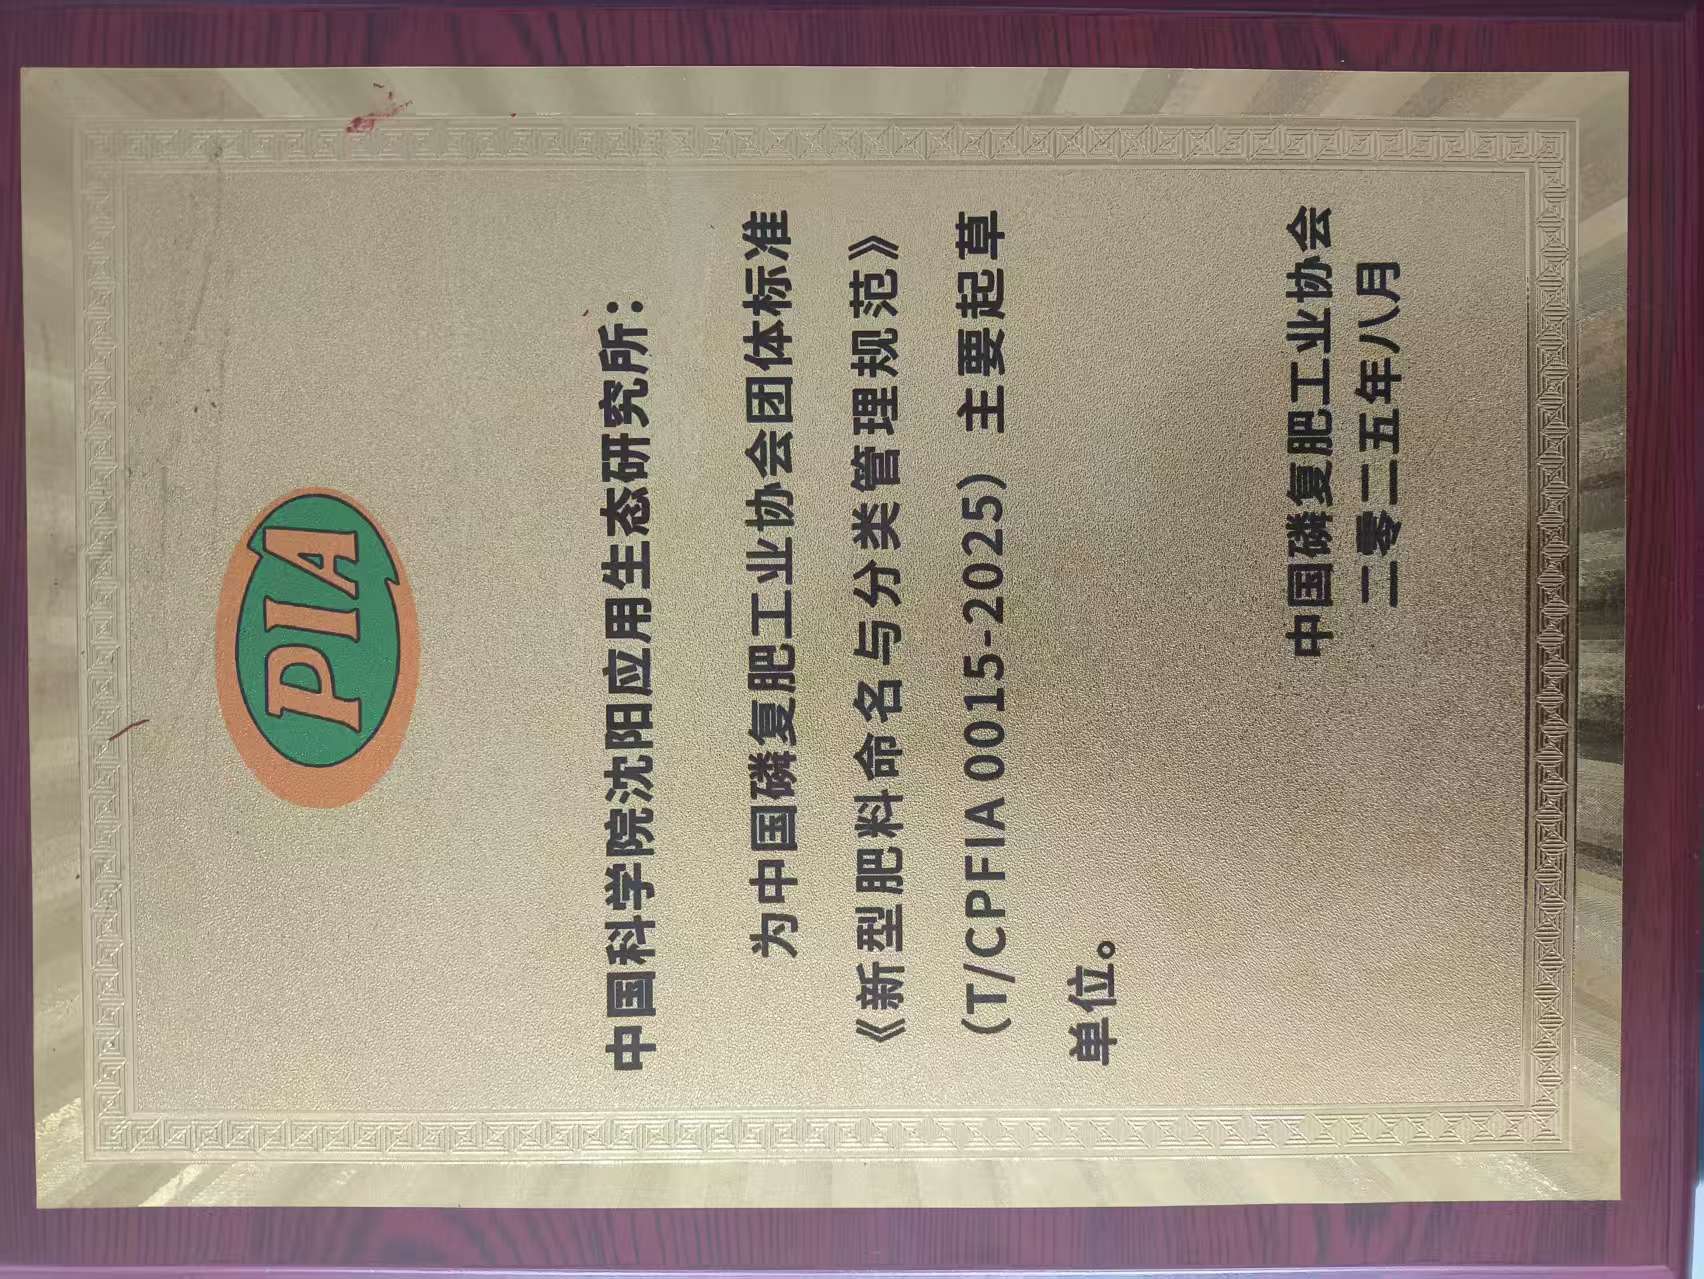 PIA
中国科学院沈阳应用生态研究所：
为中国磷复肥工业协会团体标准
《新型肥料命名与分类管理规范》
（T/CPFIA 0015-2025）主要起草
单位。
中国磷复肥工业协会
二零二五年八月